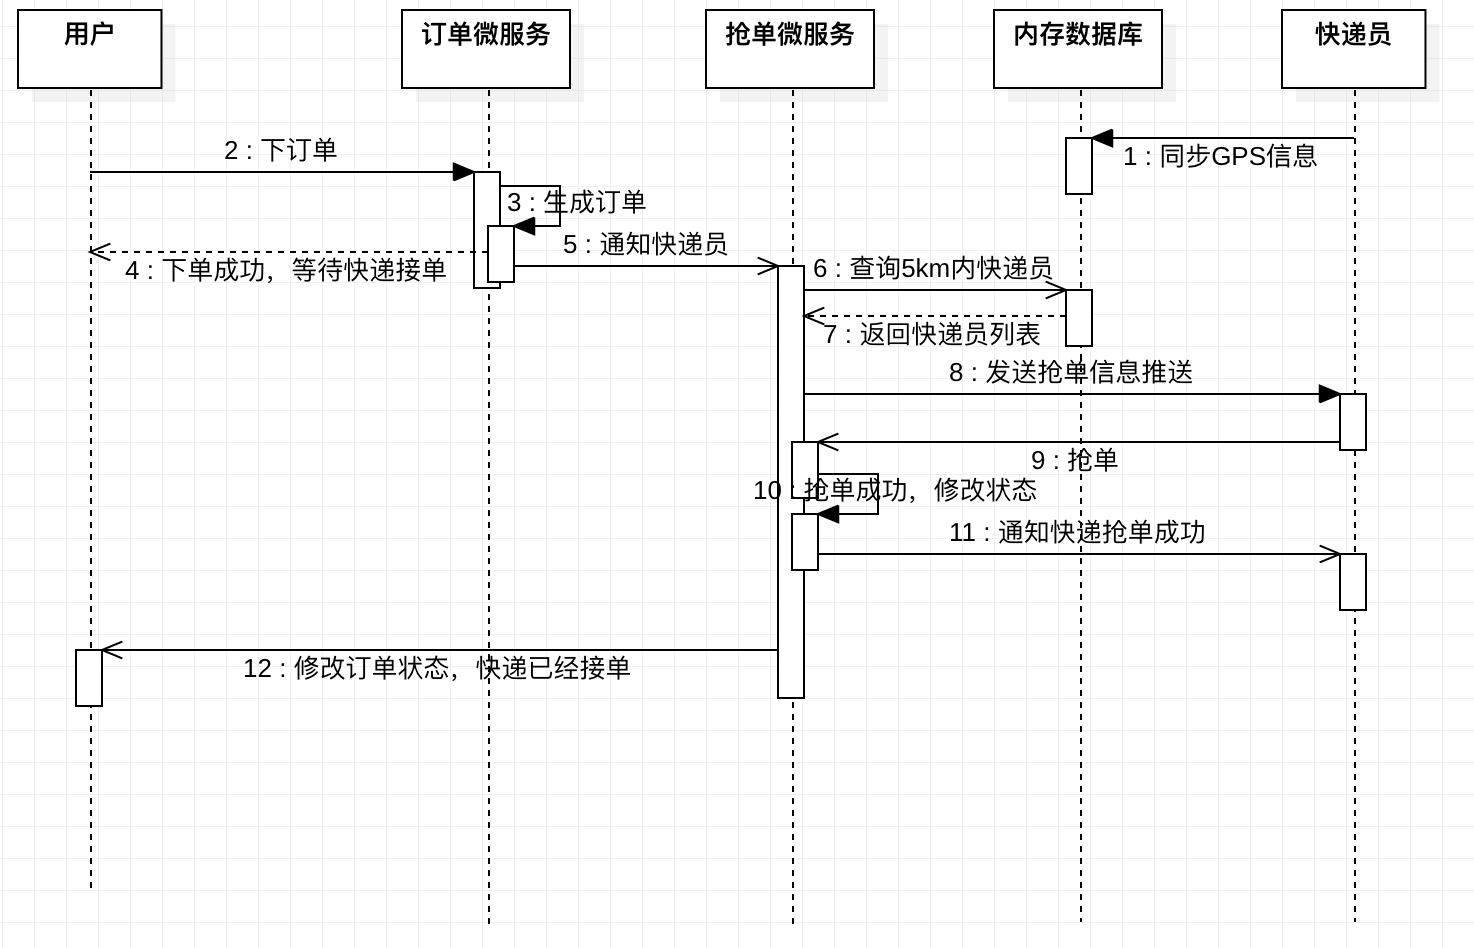 用户
订单微服务
抢单微服务
内存数据库
快递员
1 : 同步GPS信息
2 : 下订单
3 : 生成订单
4 : 下单成功，等待快递接单
5 : 通知快递员
6 : 查询5km内快递员
7 : 返回快递员列表
8 : 发送抢单信息推送
9 : 抢单
10 : 抢单成功，修改状态
11 : 通知快递抢单成功
12 : 修改订单状态，快递已经接单